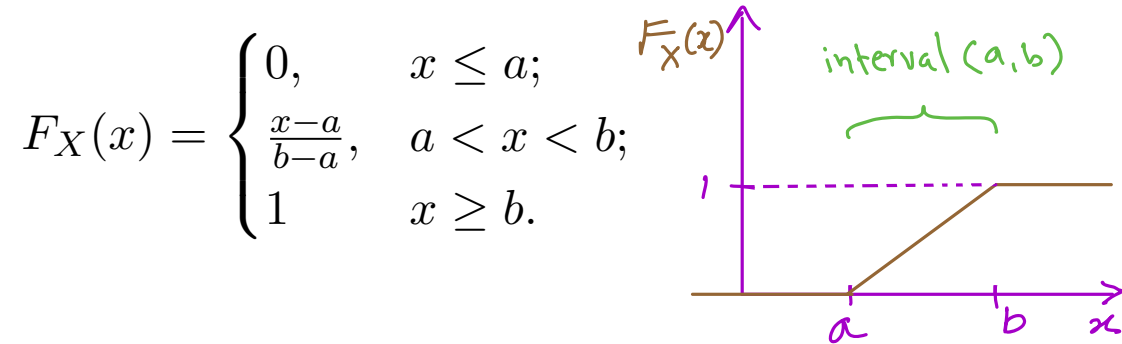 F_X(x) = { 0, x ≤ a;
(x−a)/(b−a), a < x < b;
1 x ≥ b.
F_X(x)
interval (a,b)
1
a b x